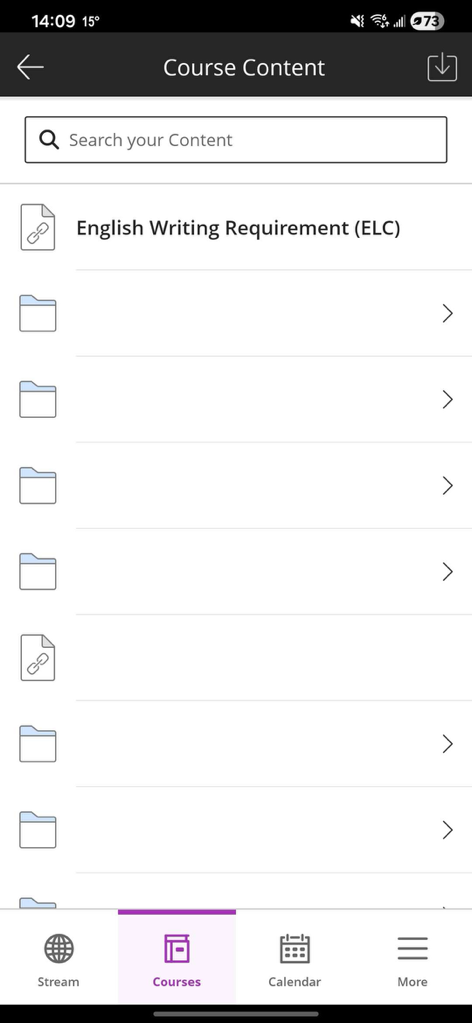 14:09 15° 73
Course Content
Search your Content
English Writing Requirement (ELC)
Stream
Courses
Calendar
More